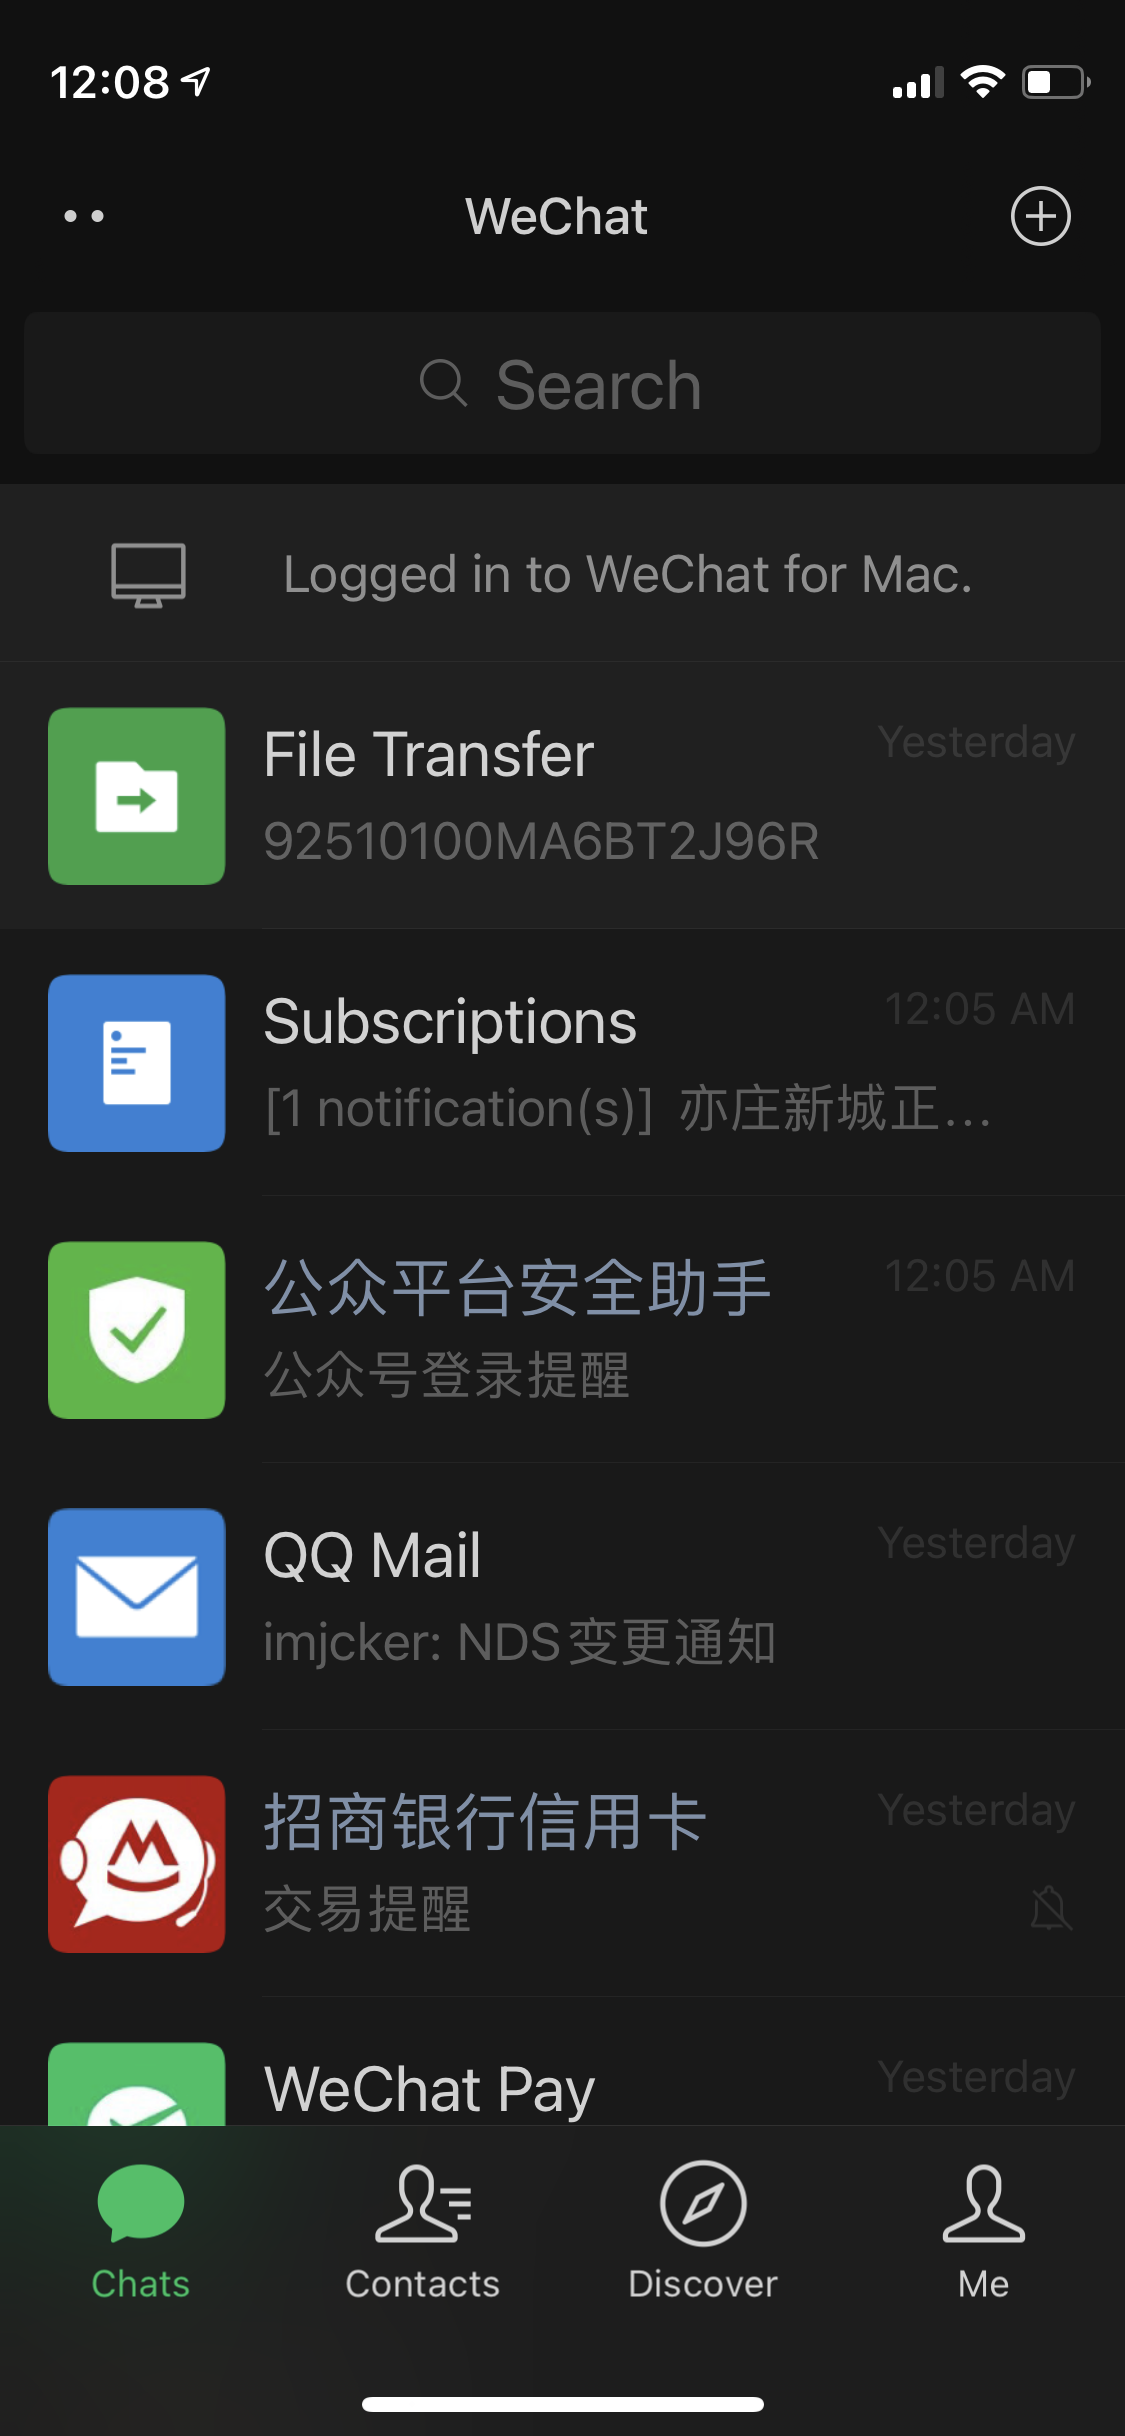 12:08
WeChat
Search
Logged in to WeChat for Mac.
File Transfer
Yesterday
92510100MA6BT2J96R
Subscriptions
12:05 AM
[1 notification(s)] 亦庄新城正...
公众平台安全助手
12:05 AM
公众号登录提醒
QQ Mail
Yesterday
imjcker: NDS变更通知
招商银行信用卡
Yesterday
交易提醒
WeChat Pay
Yesterday
Chats
Contacts
Discover
Me